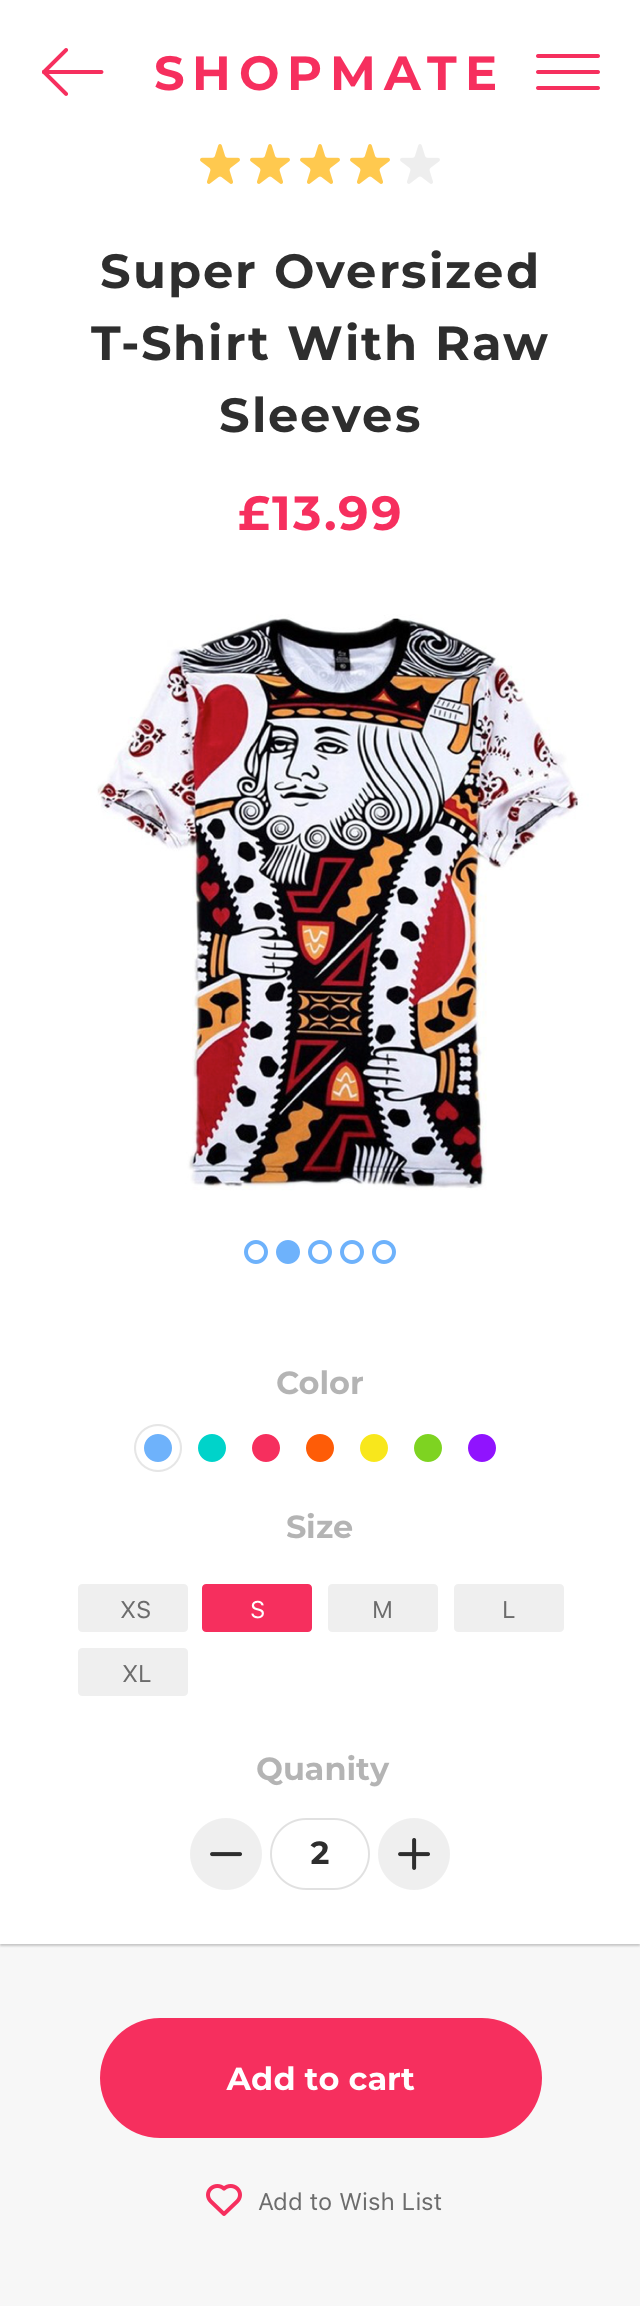 SHOPMATE
Super Oversized
T-Shirt With Raw
Sleeves
£13.99
Color
Size
XS
S
M
L
XL
Quanity
2
Add to cart
Add to Wish List